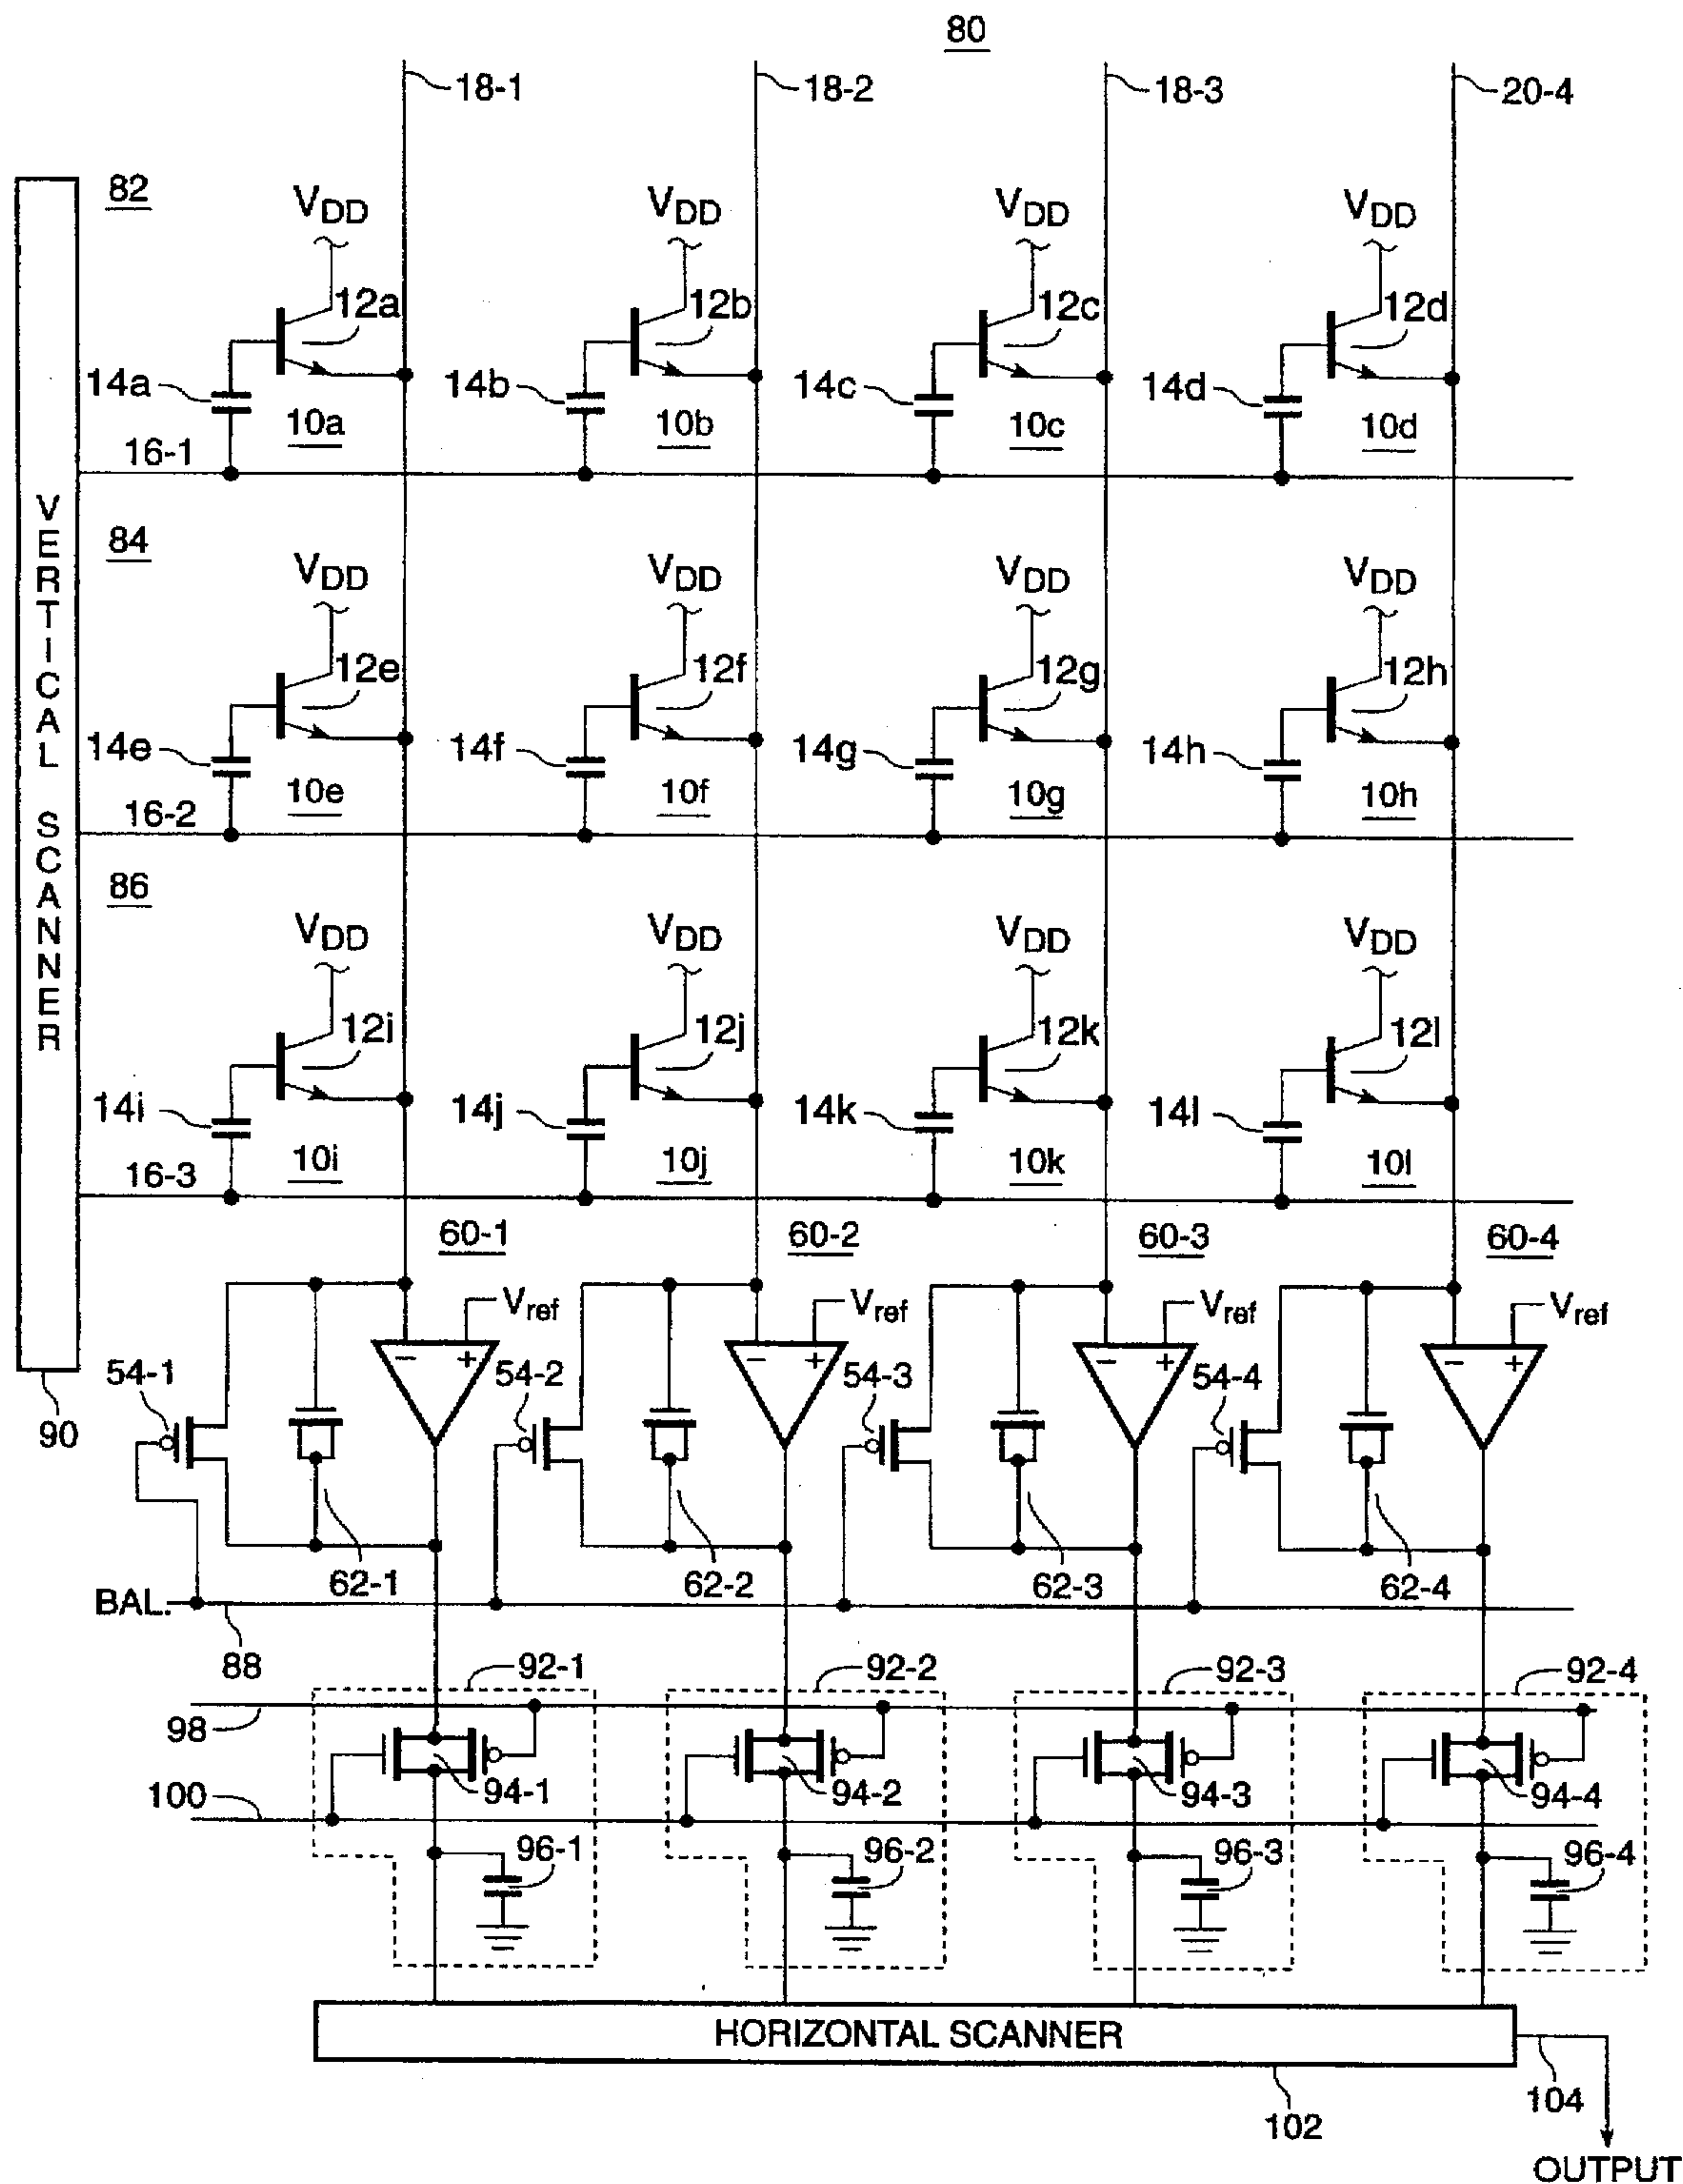 80
18-1 18-2 18-3 20-4
82
VDD VDD VDD VDD
12a 12b 12c 12d
14a 14b 14c 14d
10a 10b 10c 10d
16-1
VERTICAL SCANNER
84
VDD VDD VDD VDD
12e 12f 12g 12h
14e 14f 14g 14h
10e 10f 10g 10h
16-2
86
VDD VDD VDD VDD
12i 12j 12k 12l
14i 14j 14k 14l
10i 10j 10k 10l
16-3
60-1 60-2 60-3 60-4
Vref Vref Vref Vref
− + − + − + − +
54-1 54-2 54-3 54-4
90
62-1 62-2 62-3 62-4
BAL.
88
92-1 92-2 92-3 92-4
98
94-1 94-2 94-3 94-4
100
96-1 96-2 96-3 96-4
HORIZONTAL SCANNER
104
102
OUTPUT